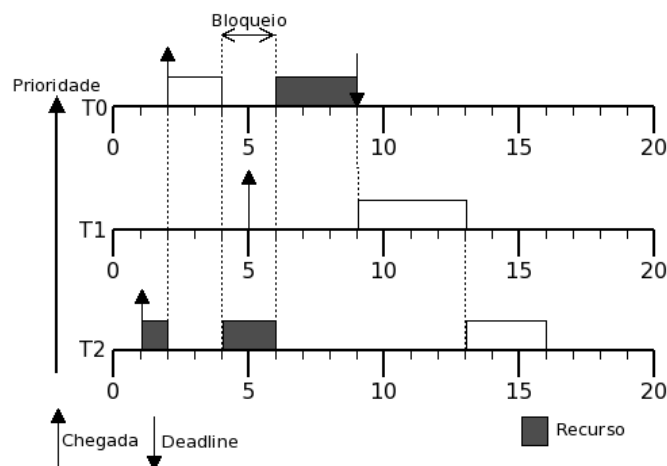 Bloqueio
Prioridade
T0
0 5 10 15 20
T1
0 5 10 15 20
T2
0 5 10 15 20
Chegada
Deadline
Recurso